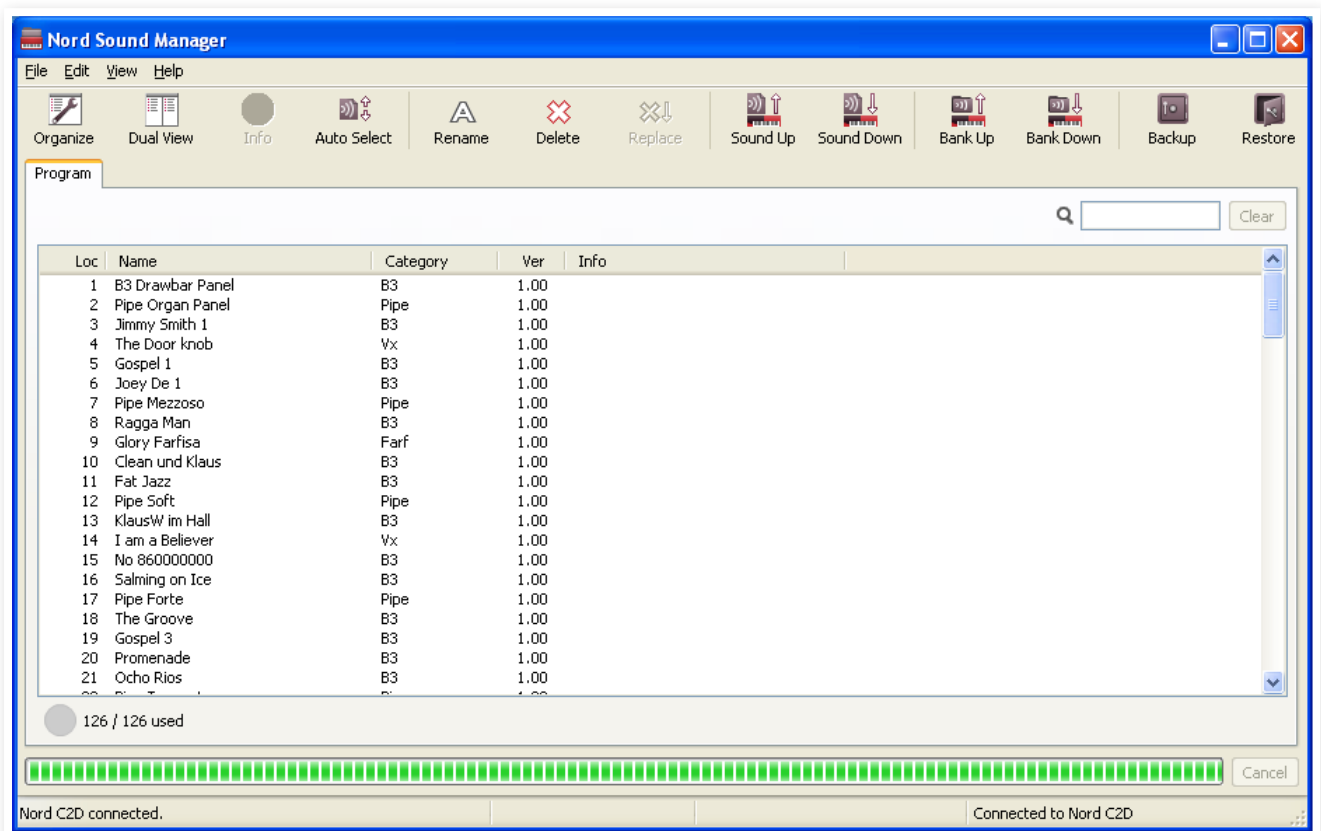 Nord Sound Manager
File Edit View Help
Organize Dual View Info Auto Select Rename Delete Replace Sound Up Sound Down Bank Up Bank Down Backup Restore
Program
Clear
Loc Name Category Ver Info
1 B3 Drawbar Panel B3 1.00
2 Pipe Organ Panel Pipe 1.00
3 Jimmy Smith 1 B3 1.00
4 The Door knob Vx 1.00
5 Gospel 1 B3 1.00
6 Joey De 1 B3 1.00
7 Pipe Mezzoso Pipe 1.00
8 Ragga Man B3 1.00
9 Glory Farfisa Farf 1.00
10 Clean und Klaus B3 1.00
11 Fat Jazz B3 1.00
12 Pipe Soft Pipe 1.00
13 KlausW im Hall B3 1.00
14 I am a Believer Vx 1.00
15 No 860000000 B3 1.00
16 Salming on Ice B3 1.00
17 Pipe Forte Pipe 1.00
18 The Groove B3 1.00
19 Gospel 3 B3 1.00
20 Promenade B3 1.00
21 Ocho Rios B3 1.00
126 / 126 used
Cancel
Nord C2D connected. Connected to Nord C2D